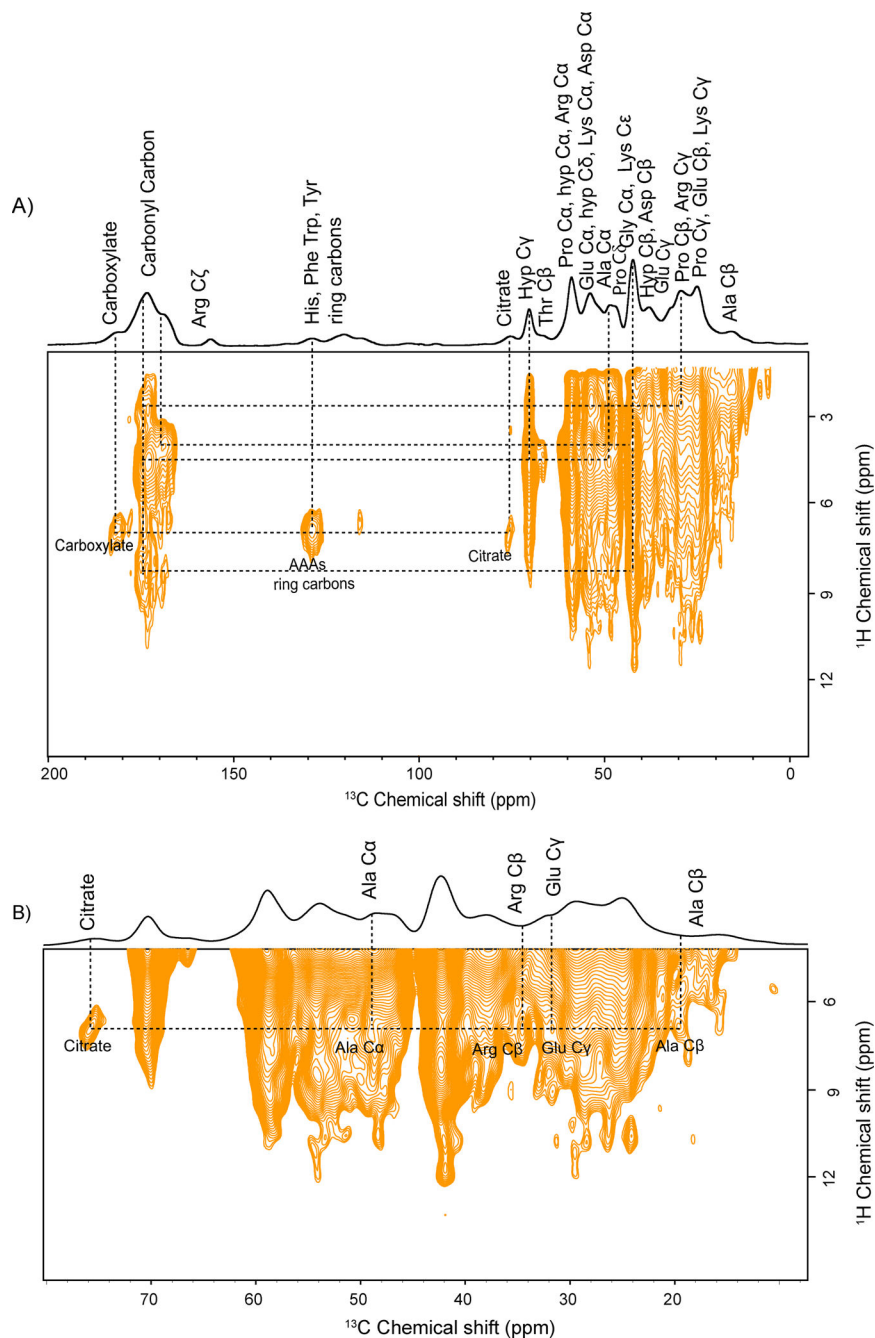 A)
Carboxylate
Carbonyl Carbon
Arg Cζ
His, Phe Trp, Tyr
ring carbons
Citrate
Hyp Cγ
Thr Cβ
Pro Cα, hyp Cα, Arg Cα
Glu Cα, hyp Cδ, Lys Cα, Asp Cα
Ala Cα
Pro Cδ
Gly Cα, Lys Cε
Hyp Cβ, Asp Cβ
Glu Cγ
Pro Cβ, Arg Cγ
Pro Cγ, Glu Cβ, Lys Cγ
Ala Cβ
Carboxylate
AAAs
ring carbons
Citrate
3
6
9
12
¹H Chemical shift (ppm)
200 150 100 50 0
¹³C Chemical shift (ppm)
B)
Citrate
Ala Cα
Arg Cβ
Glu Cγ
Ala Cβ
Citrate
Ala Cα
Arg Cβ
Glu Cγ
Ala Cβ
6
9
12
¹H Chemical shift (ppm)
70 60 50 40 30 20
¹³C Chemical shift (ppm)